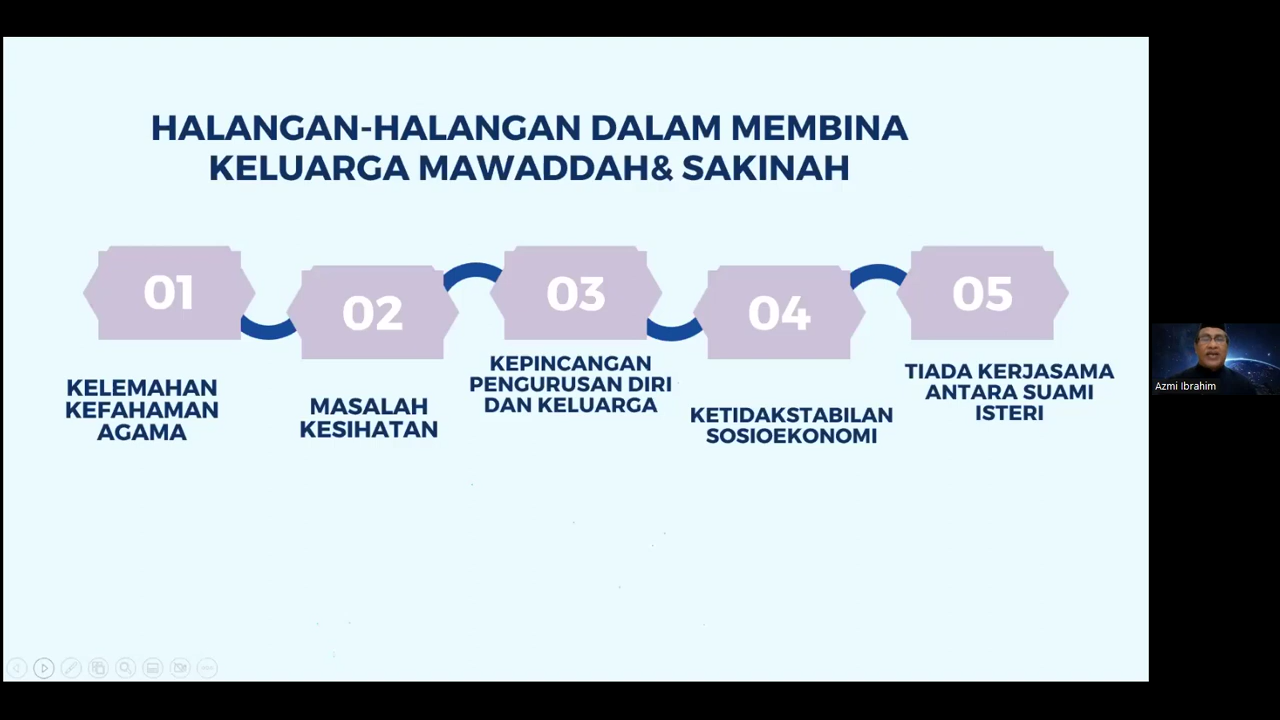 HALANGAN-HALANGAN DALAM MEMBINA
KELUARGA MAWADDAH& SAKINAH
01
KELEMAHAN
KEFAHAMAN
AGAMA
02
MASALAH
KESIHATAN
03
KEPINCANGAN
PENGURUSAN DIRI
DAN KELUARGA
04
KETIDAKSTABILAN
SOSIOEKONOMI
05
TIADA KERJASAMA
ANTARA SUAMI
ISTERI
Azmi Ibrahim